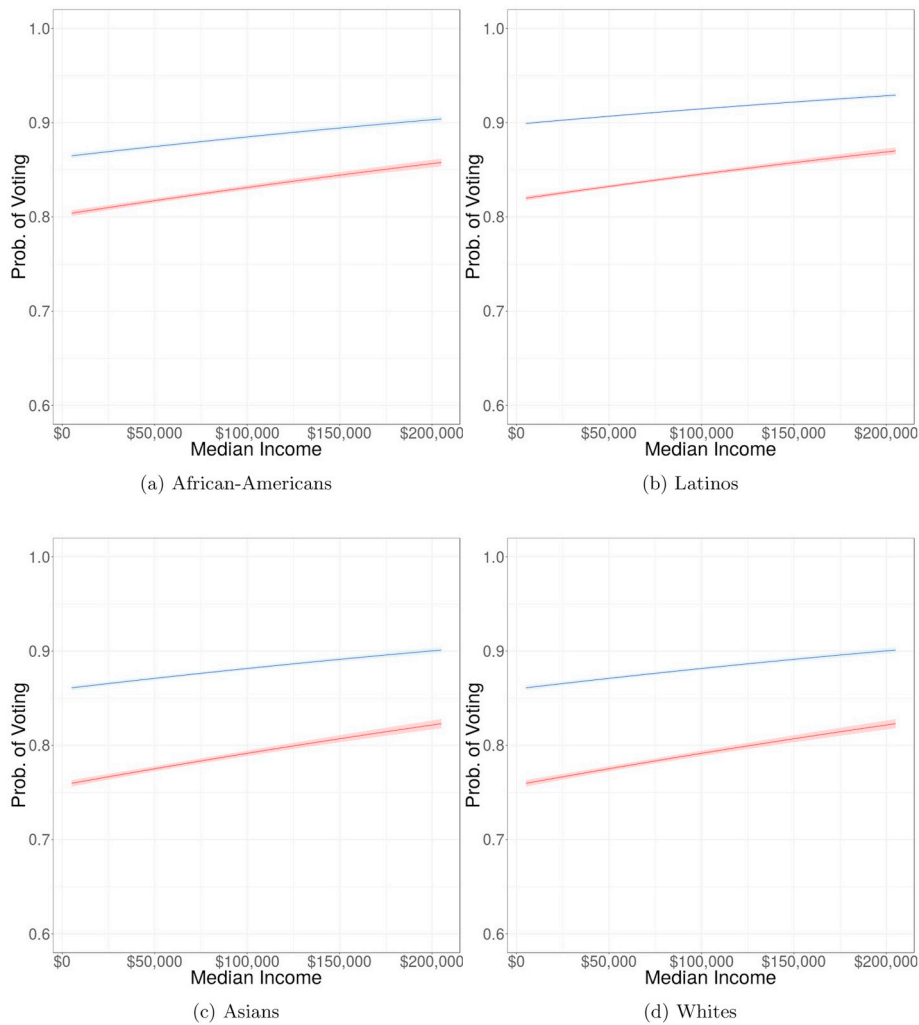 1.0
0.9
0.8
0.7
0.6
Prob. of Voting
$0 $50,000 $100,000 $150,000 $200,000
Median Income
(a) African-Americans
1.0
0.9
0.8
0.7
0.6
Prob. of Voting
$0 $50,000 $100,000 $150,000 $200,000
Median Income
(b) Latinos
1.0
0.9
0.8
0.7
0.6
Prob. of Voting
$0 $50,000 $100,000 $150,000 $200,000
Median Income
(c) Asians
1.0
0.9
0.8
0.7
0.6
Prob. of Voting
$0 $50,000 $100,000 $150,000 $200,000
Median Income
(d) Whites